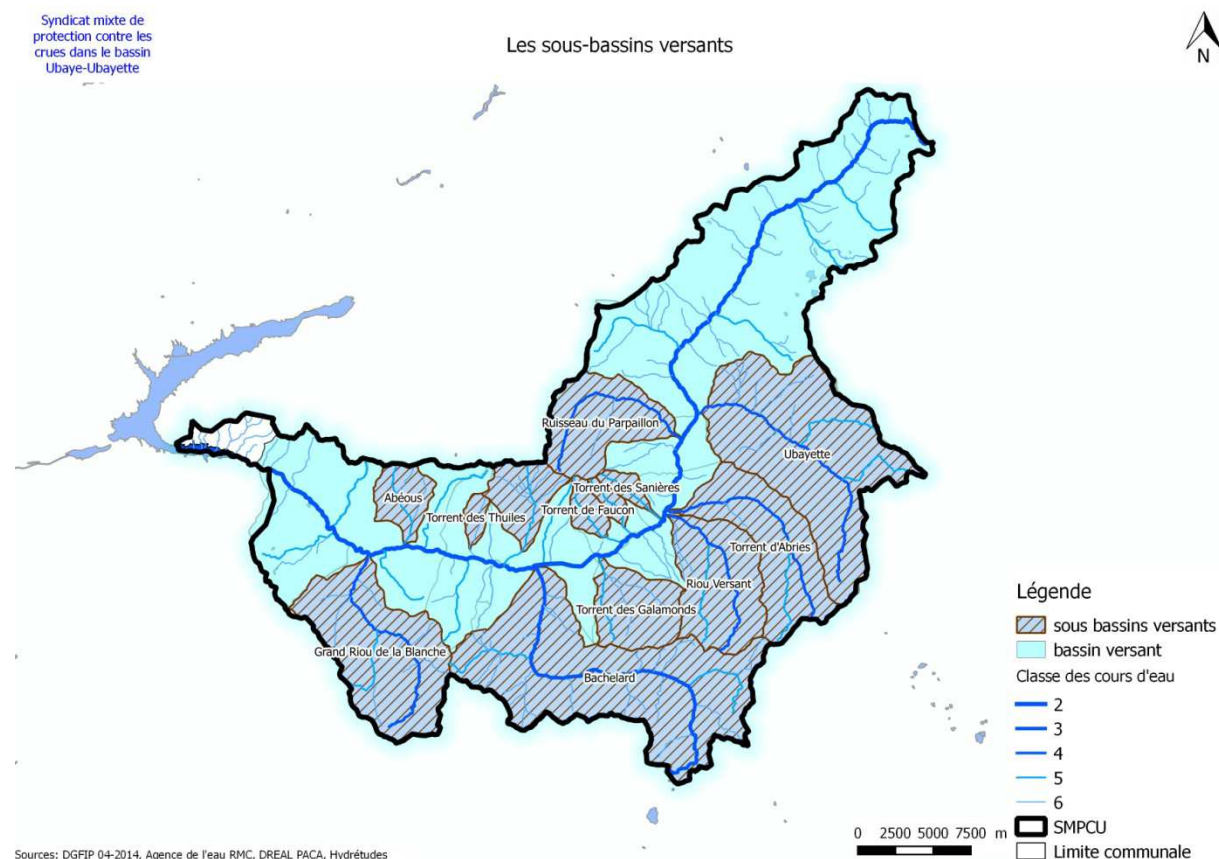 Syndicat mixte de
protection contre les
crues dans le bassin
Ubaye-Ubayette
Les sous-bassins versants
N
Ruisseau du Parpaillon
Ubayette
Abéous
Torrent des Sanières
Torrent des Thuiles
Torrent de Faucon
Torrent d'Abries
Riou Versant
Torrent des Galamonds
Grand Riou de la Blanche
Bachelard
Légende
sous bassins versants
bassin versant
Classe des cours d'eau
2
3
4
5
6
SMPCU
Limite communale
0 2500 5000 7500 m
Sources: DGFIP 04-2014, Agence de l'eau RMC, DREAL PACA, Hydrétudes